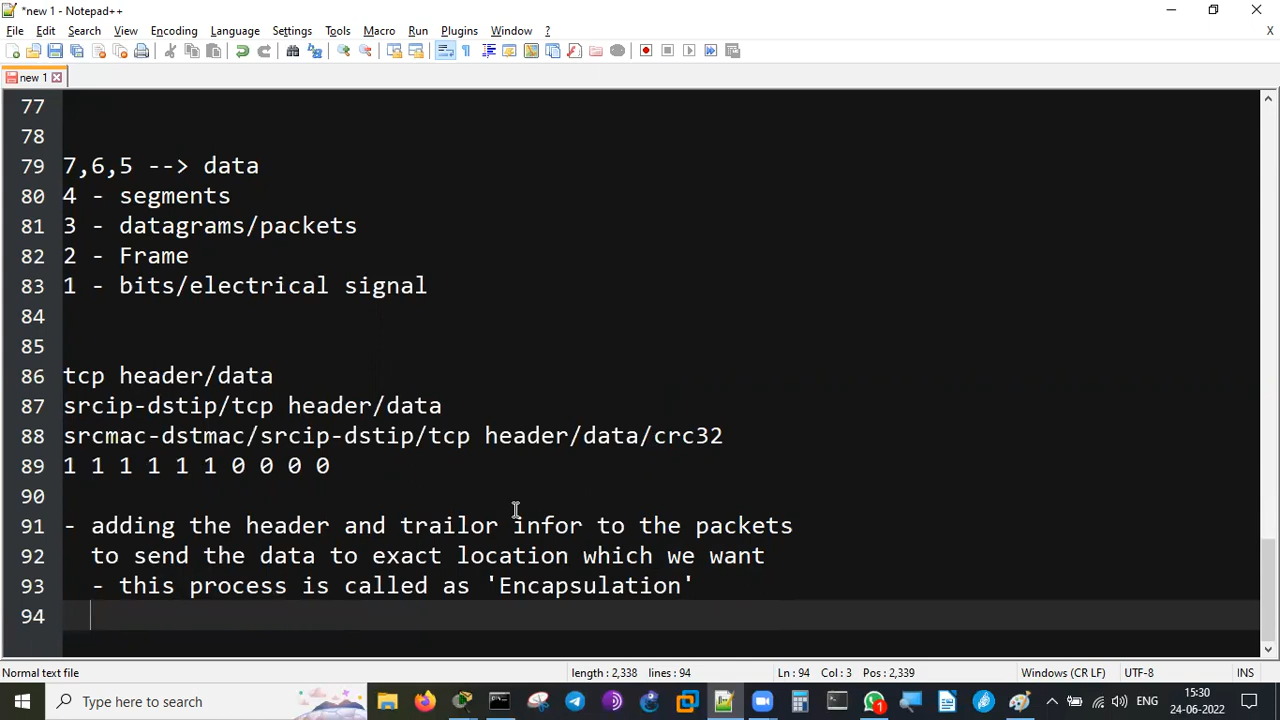 *new 1 - Notepad++
File Edit Search View Encoding Language Settings Tools Macro Run Plugins Window ? X
new 1
77
78
79 7,6,5 --> data
80 4 - segments
81 3 - datagrams/packets
82 2 - Frame
83 1 - bits/electrical signal
84
85
86 tcp header/data
87 srcip-dstip/tcp header/data
88 srcmac-dstmac/srcip-dstip/tcp header/data/crc32
89 1 1 1 1 1 1 0 0 0 0
90
91 - adding the header and trailor infor to the packets
92 to send the data to exact location which we want
93 - this process is called as 'Encapsulation'
94
Normal text file length : 2,338 lines : 94 Ln : 94 Col : 3 Pos : 2,339 Windows (CR LF) UTF-8 INS
Type here to search 1 ENG 15:30
24-06-2022